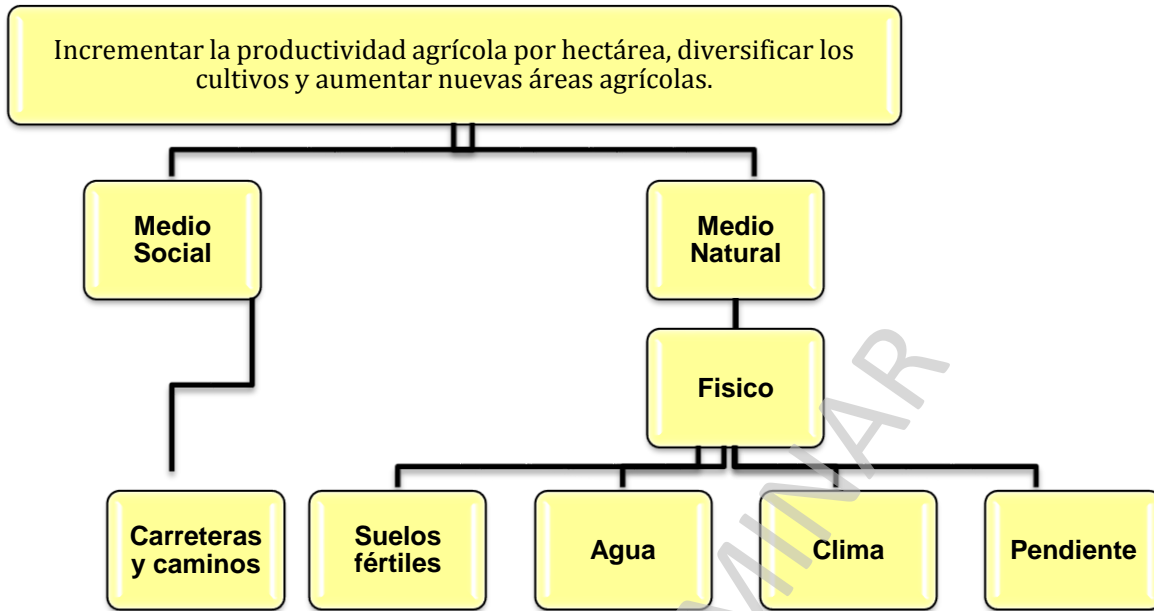 Incrementar la productividad agrícola por hectárea, diversificar los
cultivos y aumentar nuevas áreas agrícolas.
Medio
Social
Medio
Natural
Fisico
Carreteras
y caminos
Suelos
fértiles
Agua
Clima
Pendiente
MINAR